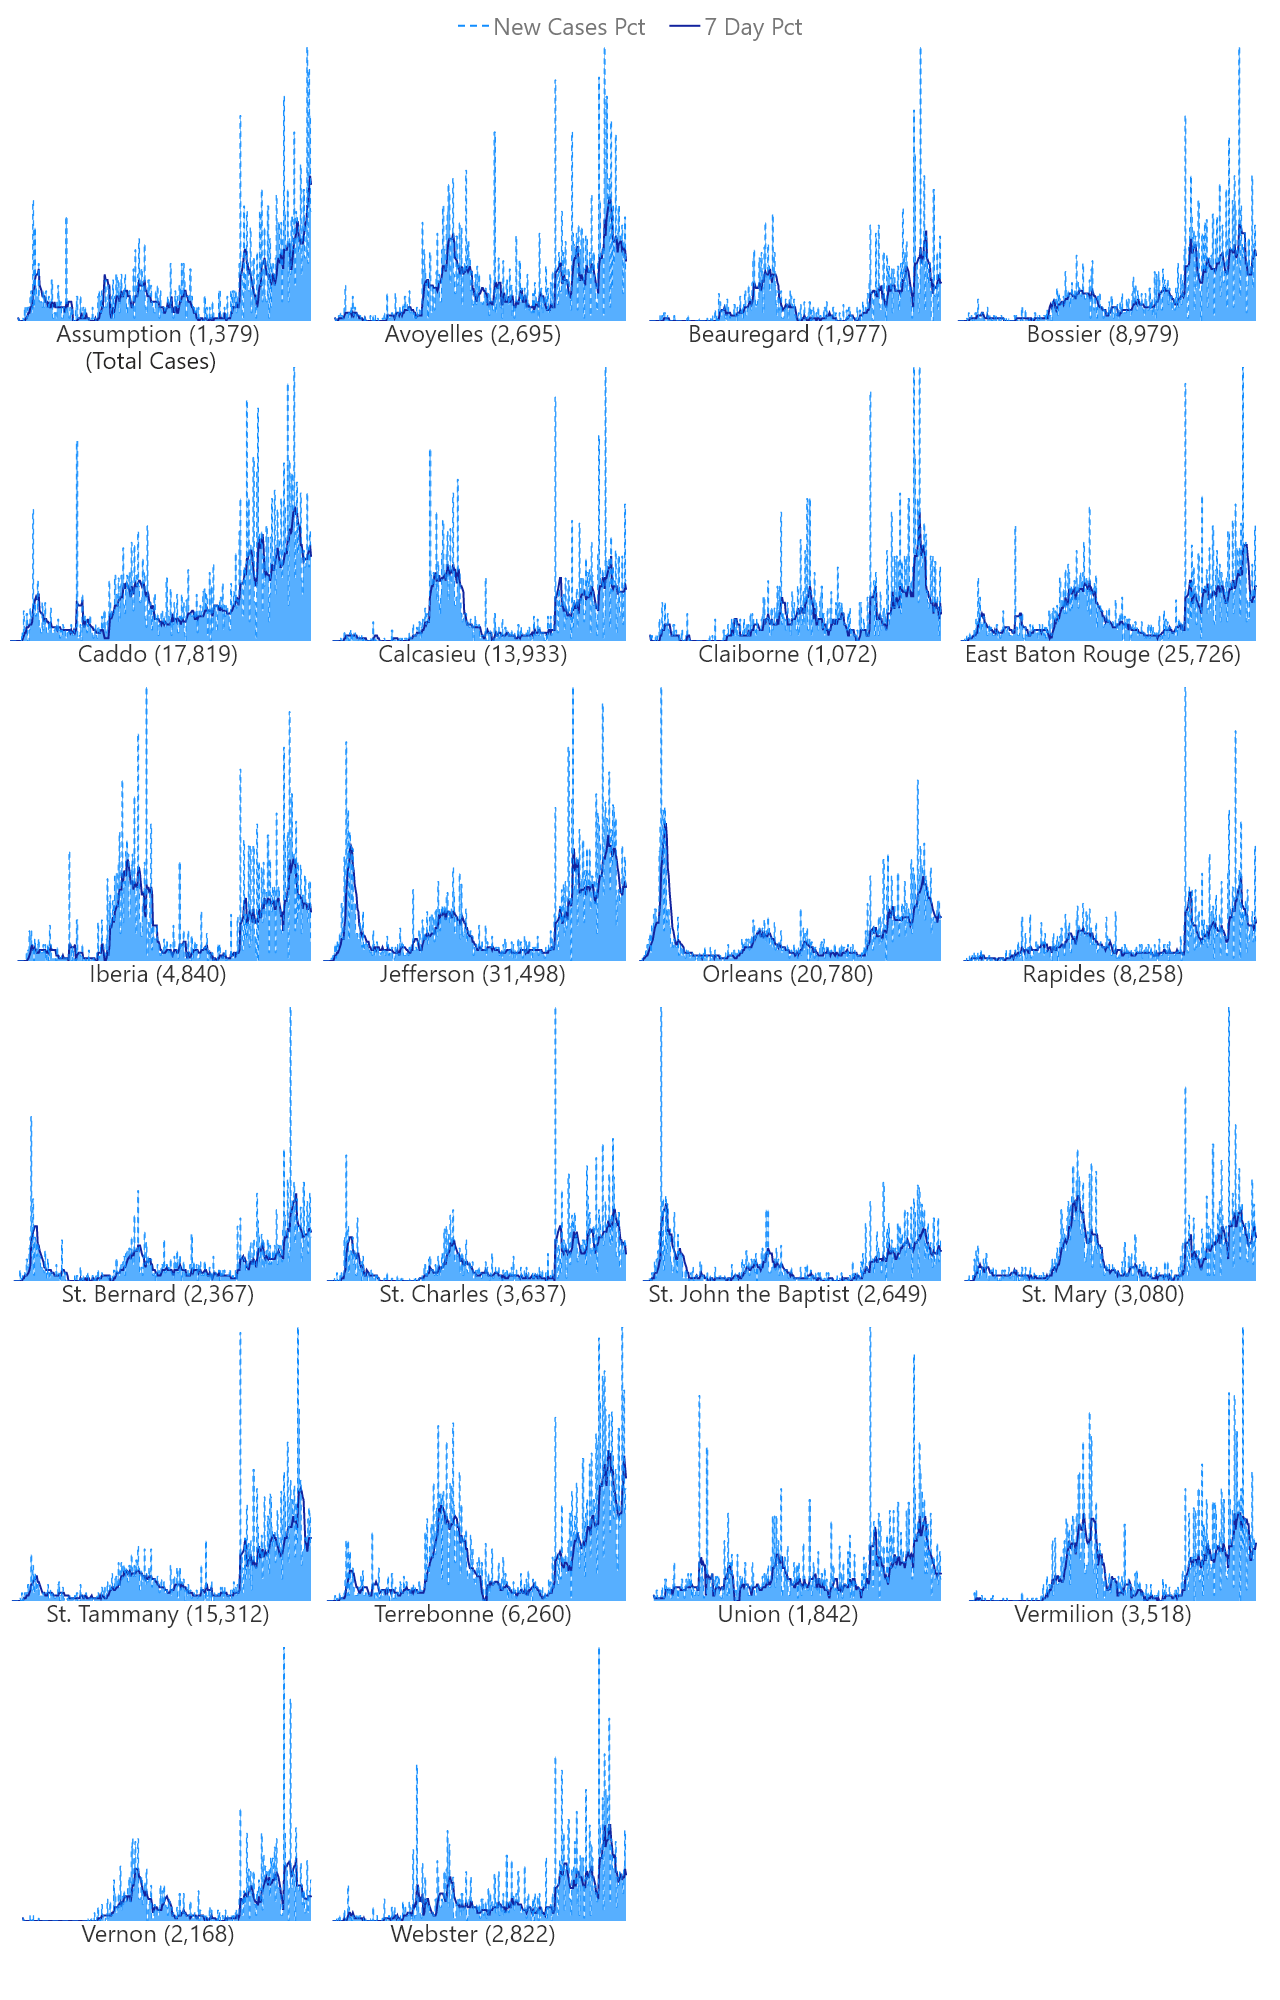 New Cases Pct 7 Day Pct
Assumption (1,379) Avoyelles (2,695) Beauregard (1,977) Bossier (8,979)
(Total Cases)
Caddo (17,819) Calcasieu (13,933) Claiborne (1,072) East Baton Rouge (25,726)
Iberia (4,840) Jefferson (31,498) Orleans (20,780) Rapides (8,258)
St. Bernard (2,367) St. Charles (3,637) St. John the Baptist (2,649) St. Mary (3,080)
St. Tammany (15,312) Terrebonne (6,260) Union (1,842) Vermilion (3,518)
Vernon (2,168) Webster (2,822)